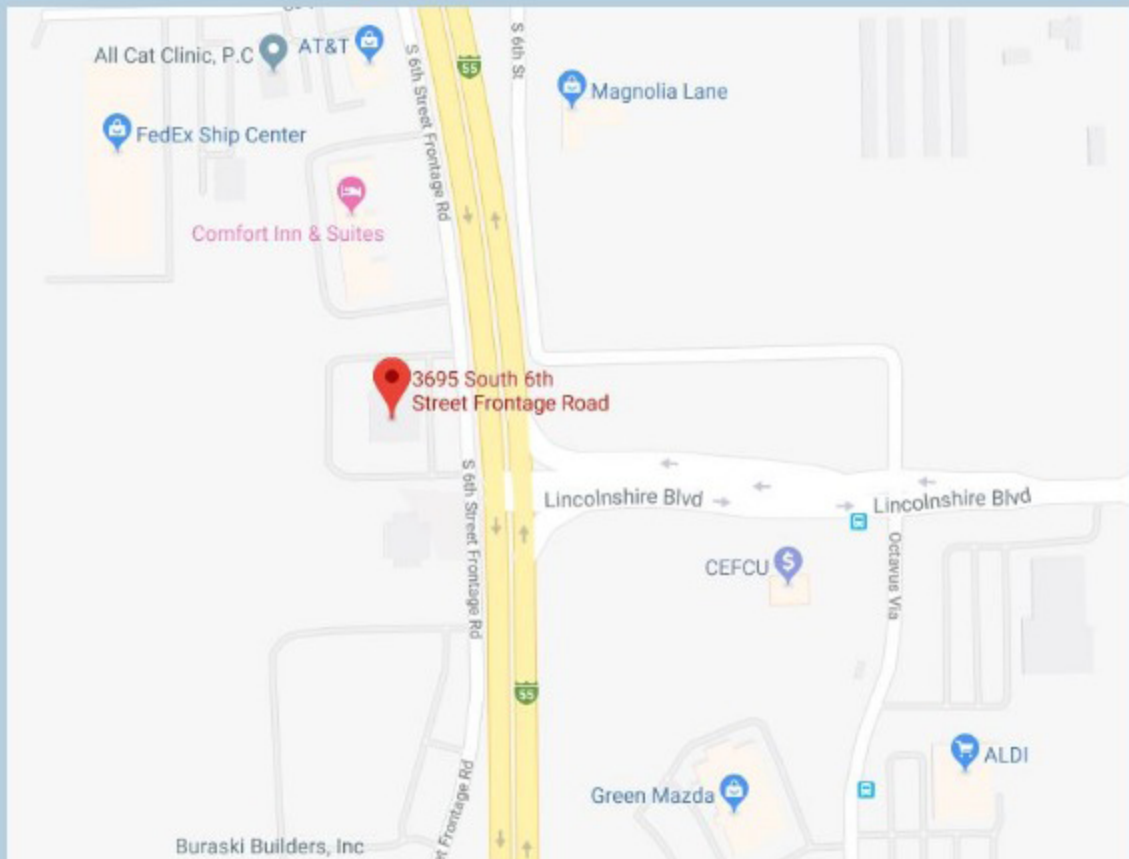 S 6th Street Frontage Rd
55
S 6th St
All Cat Clinic, P.C
AT&T
Magnolia Lane
FedEx Ship Center
Comfort Inn & Suites
3695 South 6th
Street Frontage Road
S 6th Street Frontage Rd
Lincolnshire Blvd
Lincolnshire Blvd
CEFCU
$
Octavus Via
55
ALDI
Green Mazda
Frontage Rd
Buraski Builders, Inc